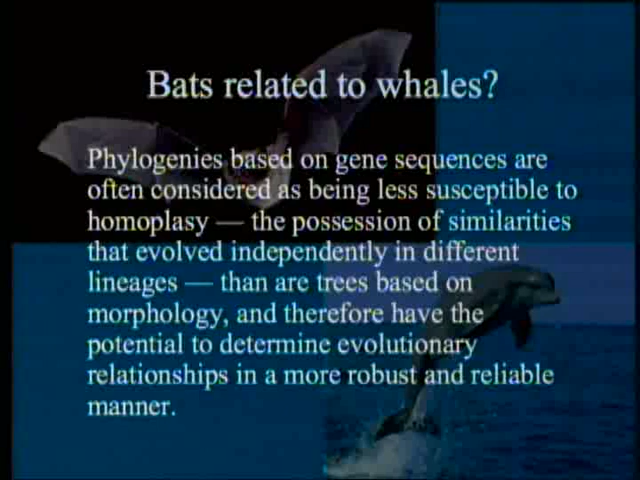 Bats related to whales?
Phylogenies based on gene sequences are
often considered as being less susceptible to
homoplasy — the possession of similarities
that evolved independently in different
lineages — than are trees based on
morphology, and therefore have the
potential to determine evolutionary
relationships in a more robust and reliable
manner.